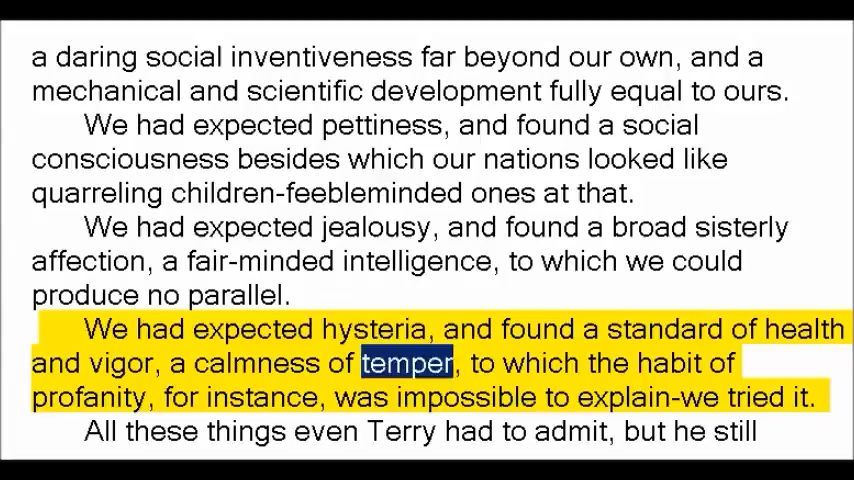 a daring social inventiveness far beyond our own, and a
mechanical and scientific development fully equal to ours.
We had expected pettiness, and found a social
consciousness besides which our nations looked like
quarreling children-feebleminded ones at that.
We had expected jealousy, and found a broad sisterly
affection, a fair-minded intelligence, to which we could
produce no parallel.
We had expected hysteria, and found a standard of health
and vigor, a calmness of temper, to which the habit of
profanity, for instance, was impossible to explain-we tried it.
All these things even Terry had to admit, but he still